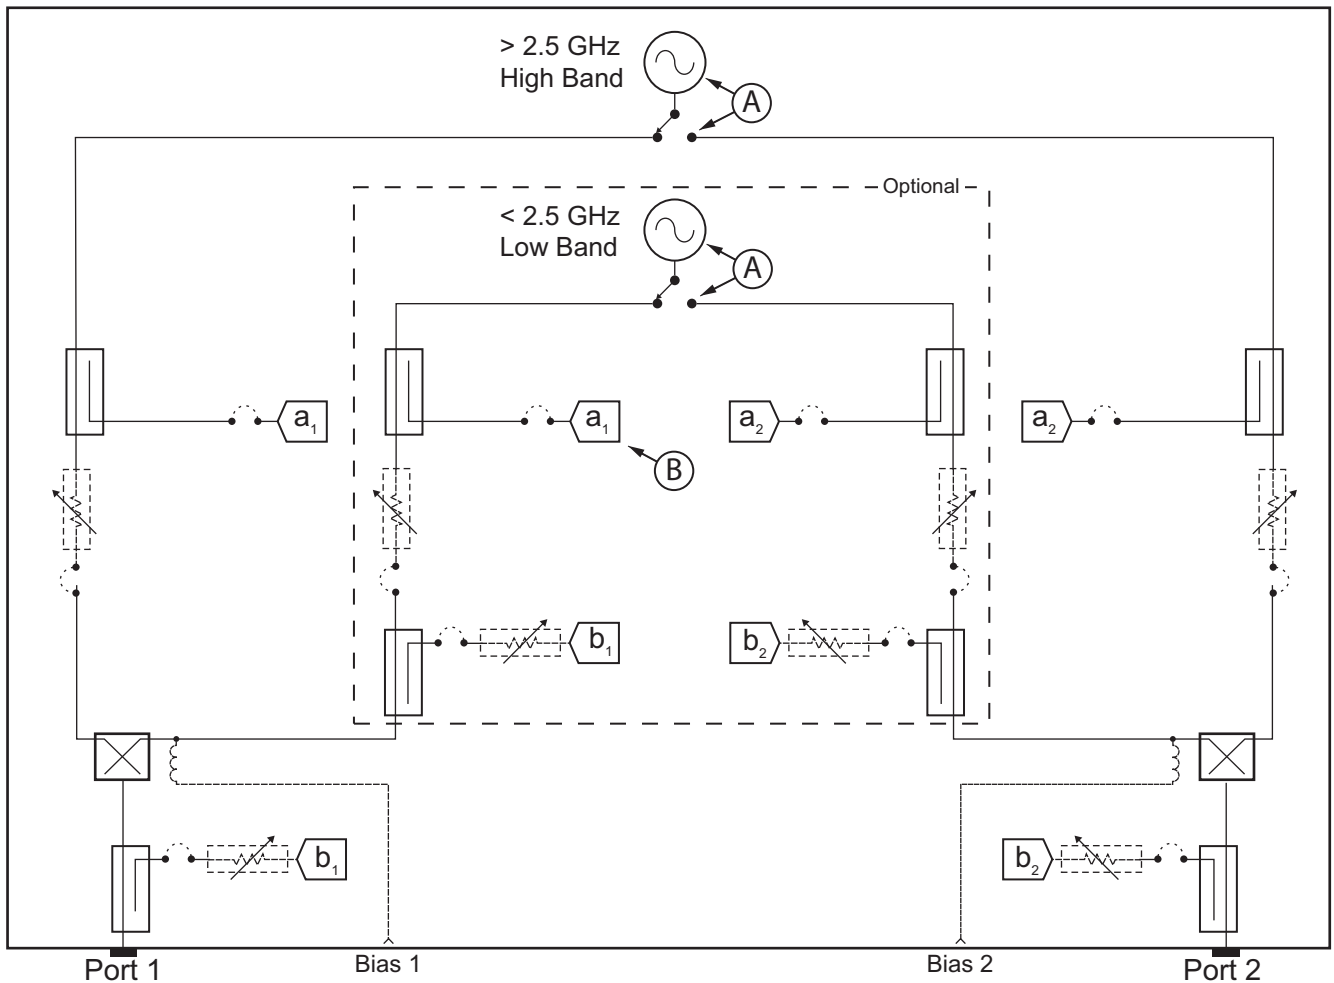 > 2.5 GHz
High Band
A
Optional
< 2.5 GHz
Low Band
A
a1
a1
a2
a2
B
b1
b2
b1
b2
Port 1
Bias 1
Bias 2
Port 2